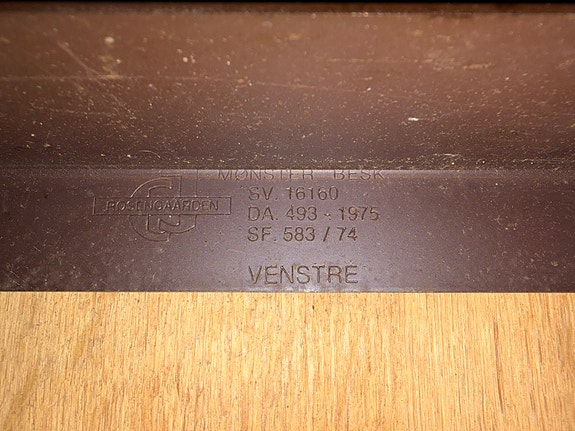 MØNSTER BESK
ROSENGAARDEN
SV. 16160
DA. 493 - 1975
SF. 583 / 74
VENSTRE